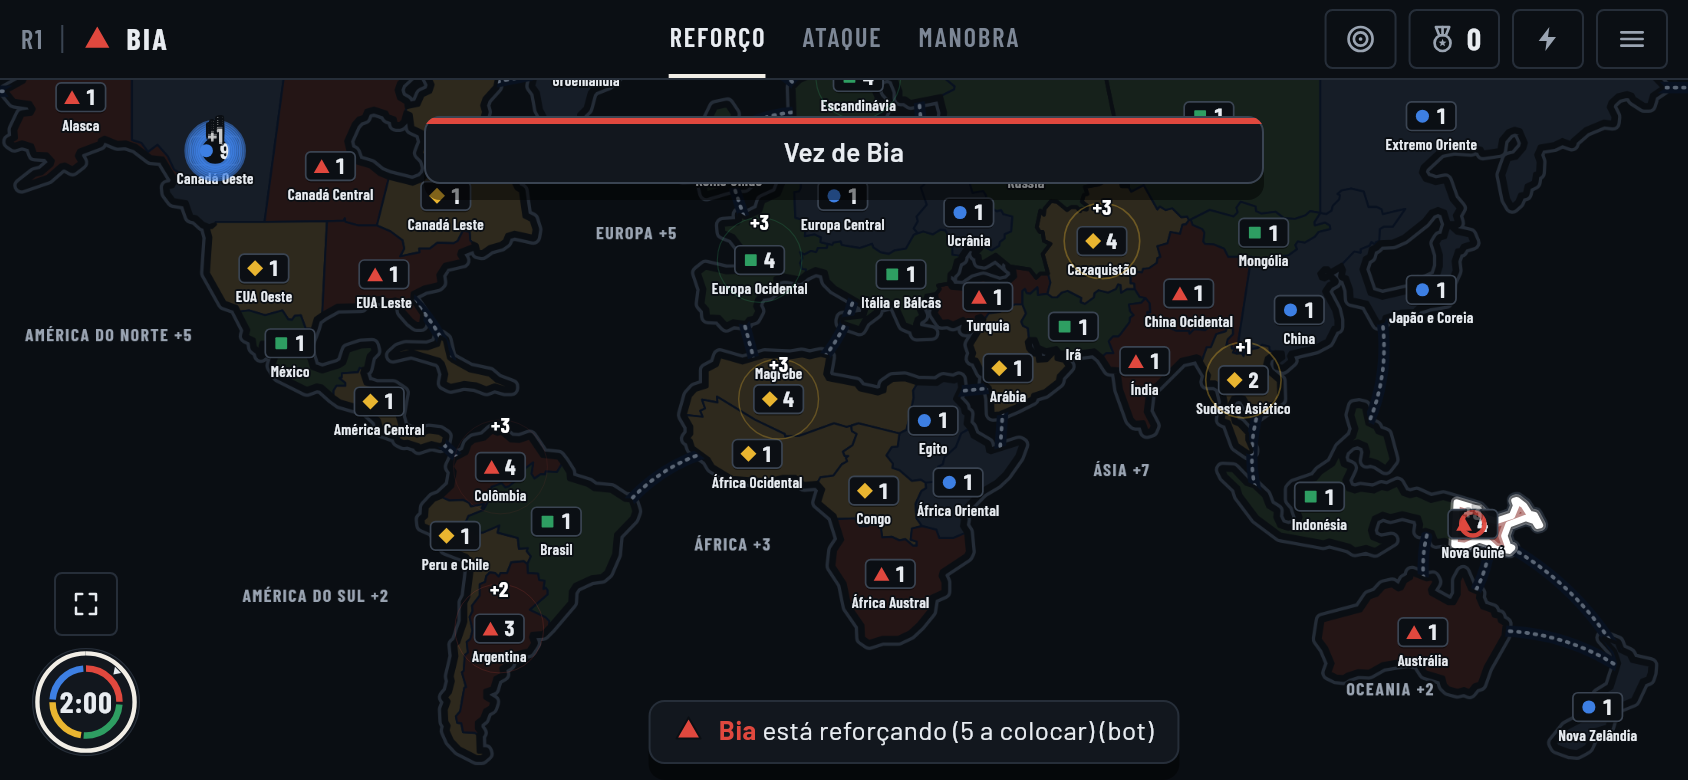 R1 BIA REFORÇO ATAQUE MANOBRA 0
Groenlândia
4
Escandinávia
1
Alasca
1
1
Extremo Oriente
Vez de Bia
+1
9
Canadá Oeste
1
Canadá Central
1
Canadá Leste
Rússia
1
Europa Central
1
Ucrânia
+3
4
Cazaquistão
1
Mongólia
EUROPA +5
+3
4
Europa Ocidental
1
Itália e Bálcãs
1
EUA Oeste
1
EUA Leste
1
Turquia
1
China Ocidental
1
China
1
Japão e Coreia
AMÉRICA DO NORTE +5
1
México
1
Irã
1
Índia
1
Arábia
+1
2
Sudeste Asiático
+3
Magrebe
4
1
América Central
+3
4
Colômbia
1
África Ocidental
1
Egito
ÁSIA +7
1
Congo
1
África Oriental
1
Indonésia
4
Nova Guiné
1
Peru e Chile
1
Brasil
ÁFRICA +3
1
África Austral
AMÉRICA DO SUL +2
+2
3
Argentina
1
Austrália
OCEANIA +2
1
Nova Zelândia
2:00
Bia está reforçando (5 a colocar) (bot)